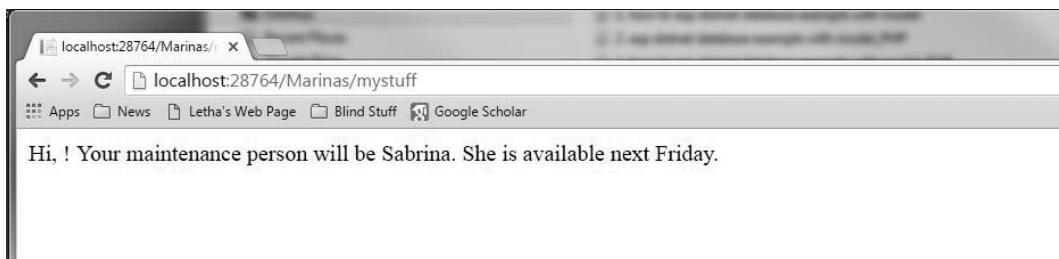 localhost:28764/Marinas/
localhost:28764/Marinas/mystuff
Apps News Letha's Web Page Blind Stuff Google Scholar
Hi, ! Your maintenance person will be Sabrina. She is available next Friday.